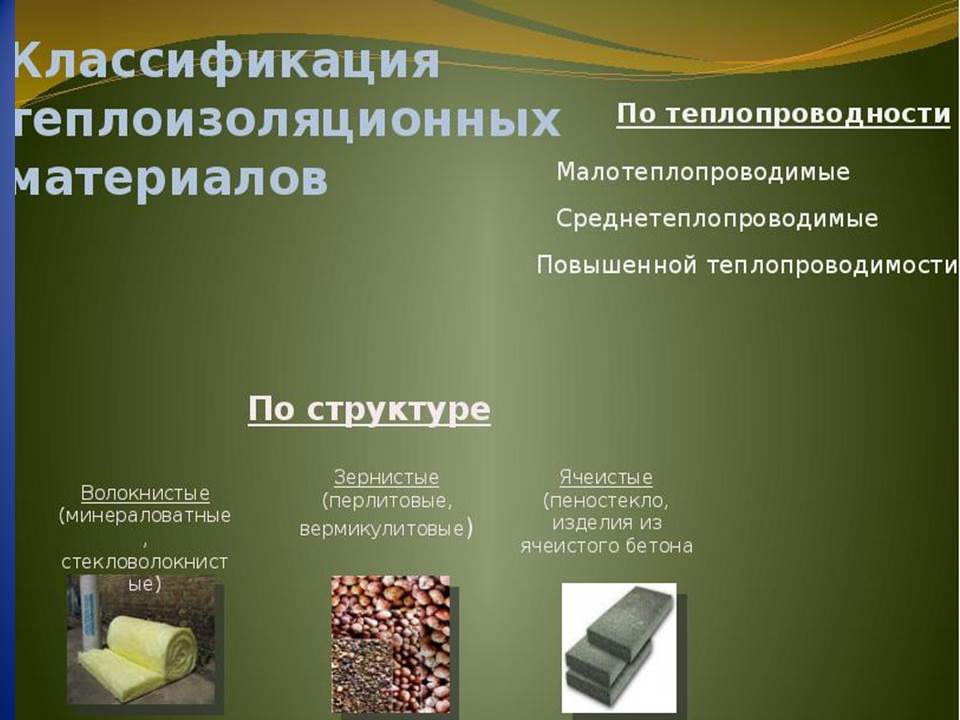 Классификация
теплоизоляционных
материалов
По теплопроводности
Малотеплопроводимые
Среднетеплопроводимые
Повышенной теплопроводимости
По структуре
Волокнистые
(минераловатные
,
стекловолокнист
ые)
Зернистые
(перлитовые,
вермикулитовые)
Ячеистые
(пеностекло,
изделия из
ячеистого бетона